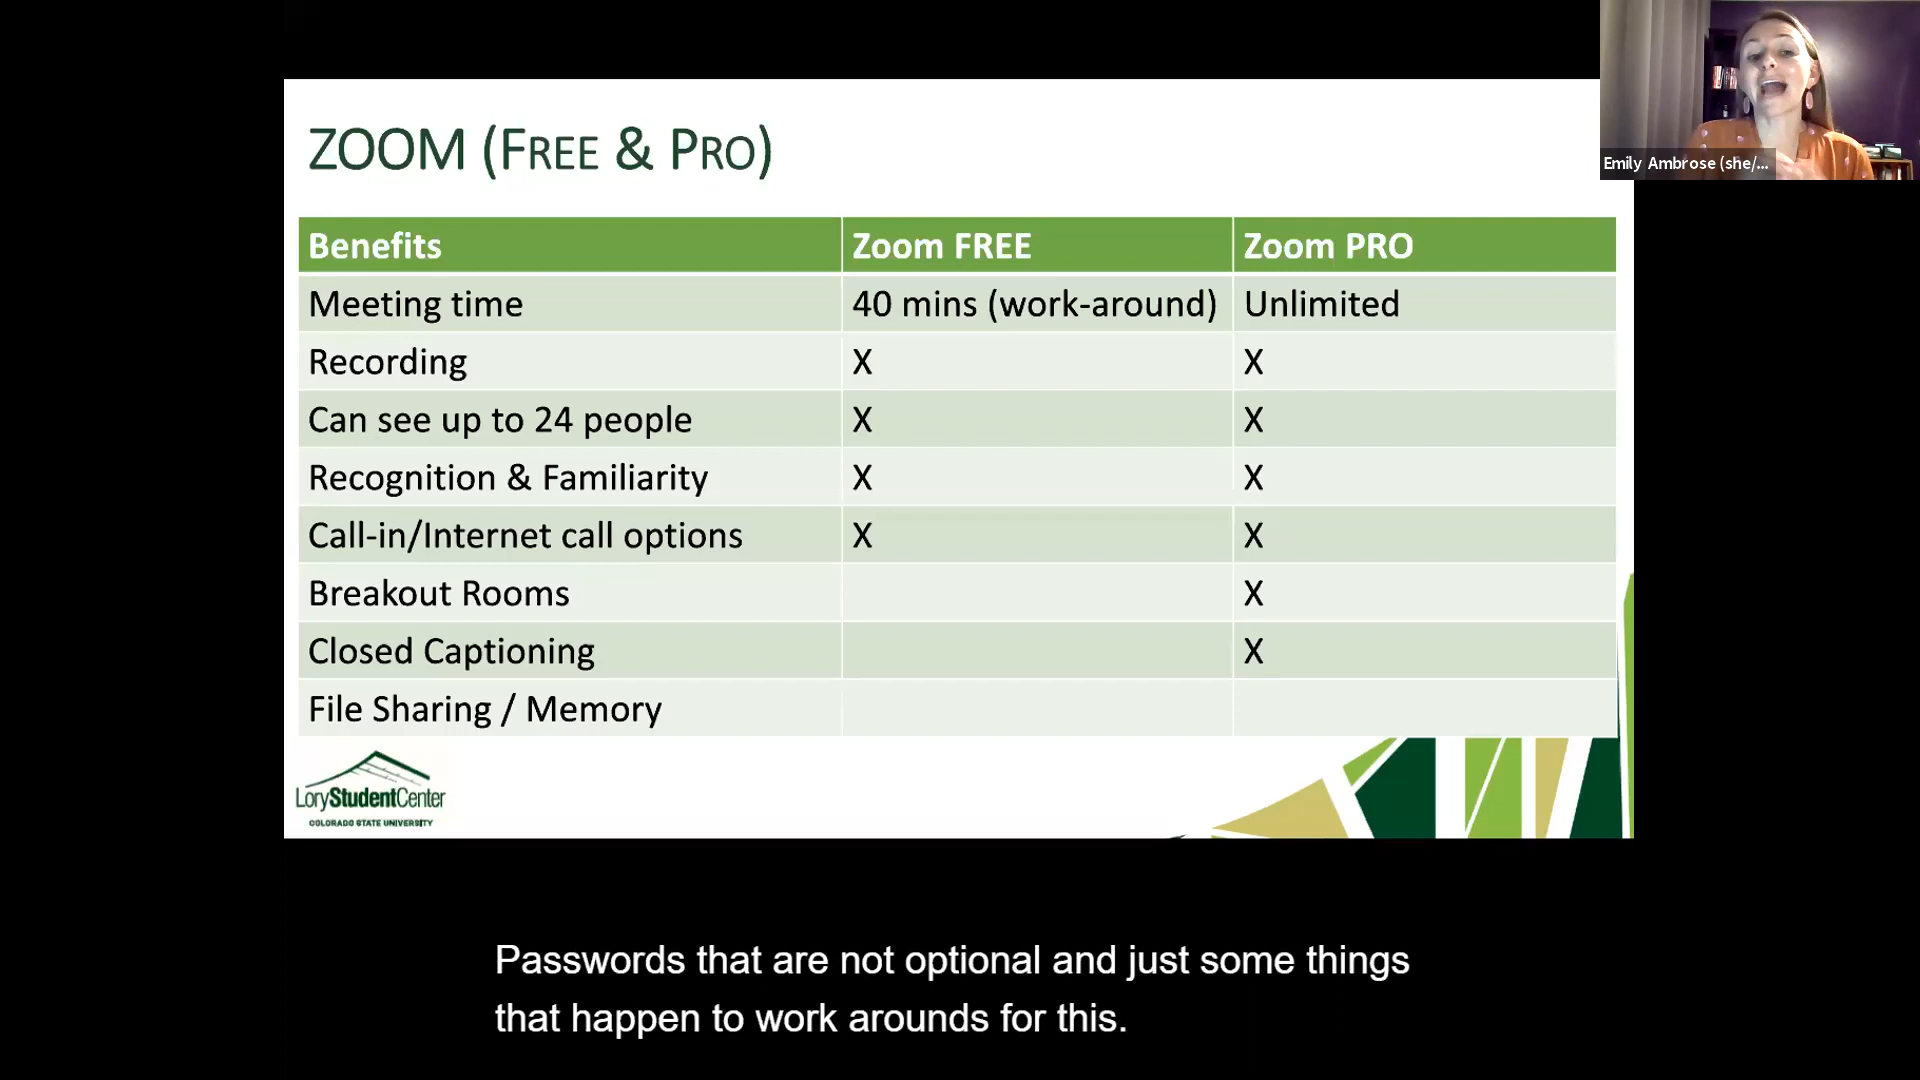 ZOOM (FREE & PRO)
Emily Ambrose (she/...
Benefits Zoom FREE Zoom PRO
Meeting time 40 mins (work-around) Unlimited
Recording X X
Can see up to 24 people X X
Recognition & Familiarity X X
Call-in/Internet call options X X
Breakout Rooms X
Closed Captioning X
File Sharing / Memory
LoryStudentCenter
COLORADO STATE UNIVERSITY
Passwords that are not optional and just some things
that happen to work arounds for this.